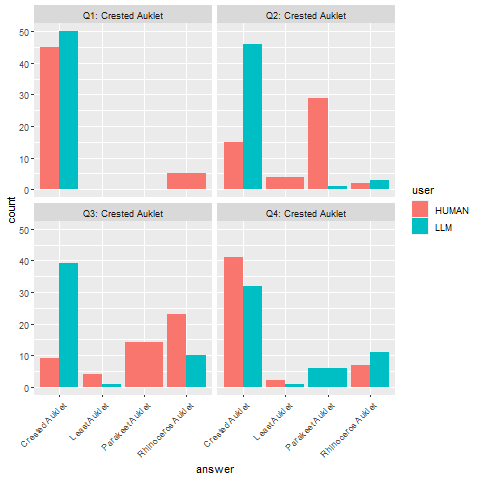 Q1: Crested Auklet
Q2: Crested Auklet
50
40
30
20
10
0
Q3: Crested Auklet
Q4: Crested Auklet
50
40
30
20
10
0
Crested Auklet
Least Auklet
Parakeet Auklet
Rhinoceros Auklet
Crested Auklet
Least Auklet
Parakeet Auklet
Rhinoceros Auklet
count
answer
user
HUMAN
LLM